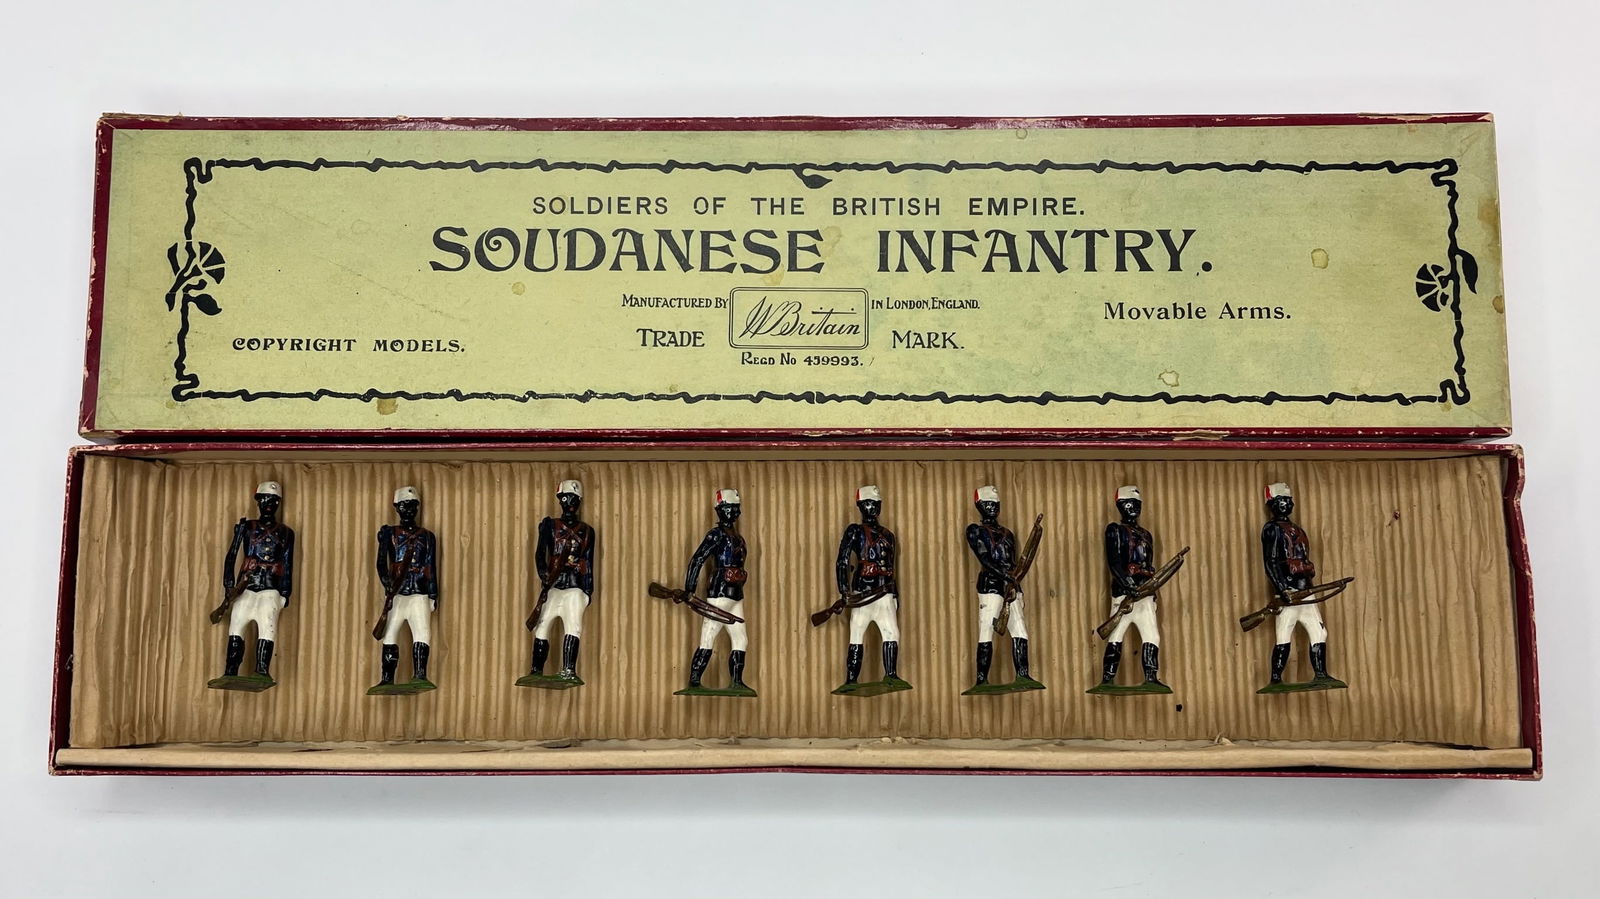 SOLDIERS OF THE BRITISH EMPIRE.
SOUDANESE INFANTRY.
MANUFACTURED BY W Britain IN LONDON, ENGLAND.
TRADE MARK.
REGD No 459993.
Movable Arms.
COPYRIGHT MODELS.